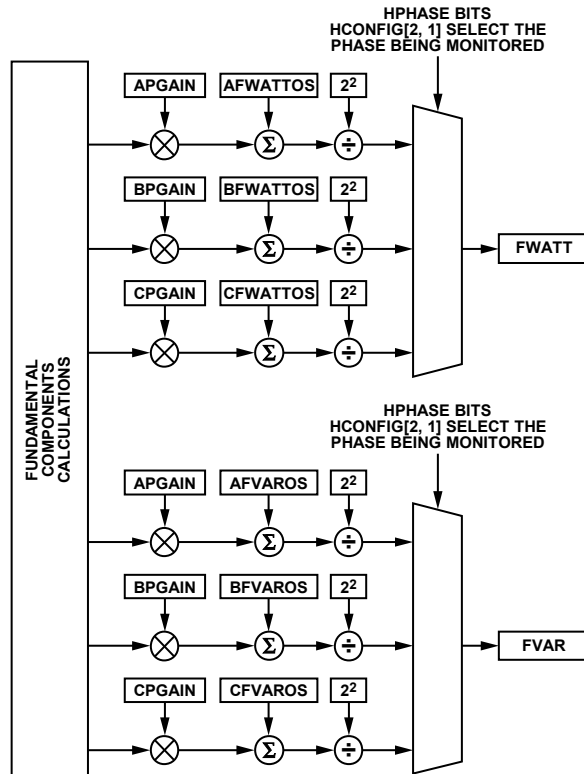 HPHASE BITS
HCONFIG[2, 1] SELECT THE
PHASE BEING MONITORED
APGAIN AFWATTOS 2²
Σ ÷
BPGAIN BFWATTOS 2²
Σ ÷
FWATT
CPGAIN CFWATTOS 2²
Σ ÷
FUNDAMENTAL
COMPONENTS
CALCULATIONS
HPHASE BITS
HCONFIG[2, 1] SELECT THE
PHASE BEING MONITORED
APGAIN AFVAROS 2²
Σ ÷
BPGAIN BFVAROS 2²
Σ ÷
FVAR
CPGAIN CFVAROS 2²
Σ ÷